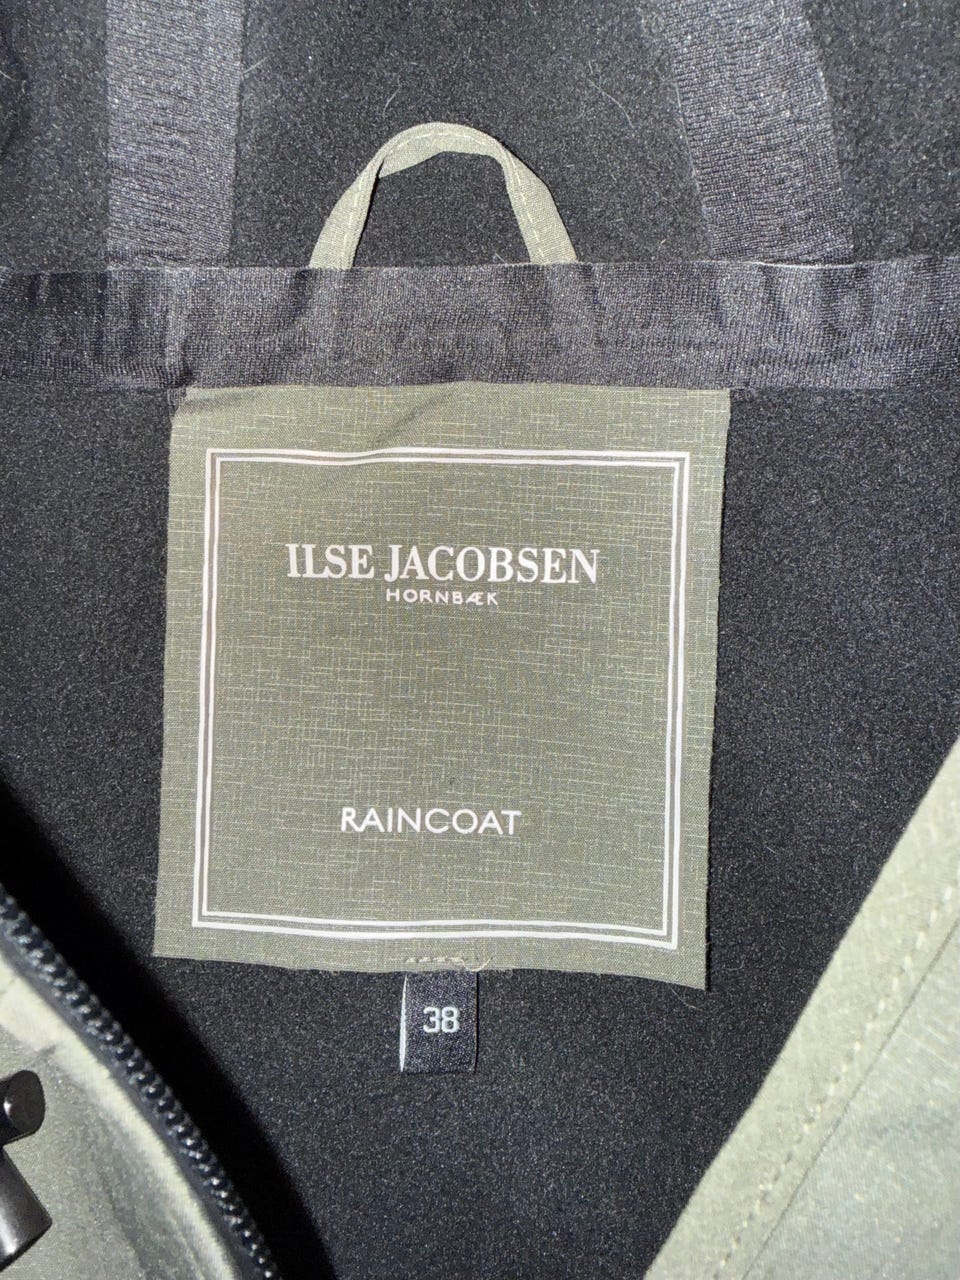 ILSE JACOBSEN
HORNBÆK
RAINCOAT
38